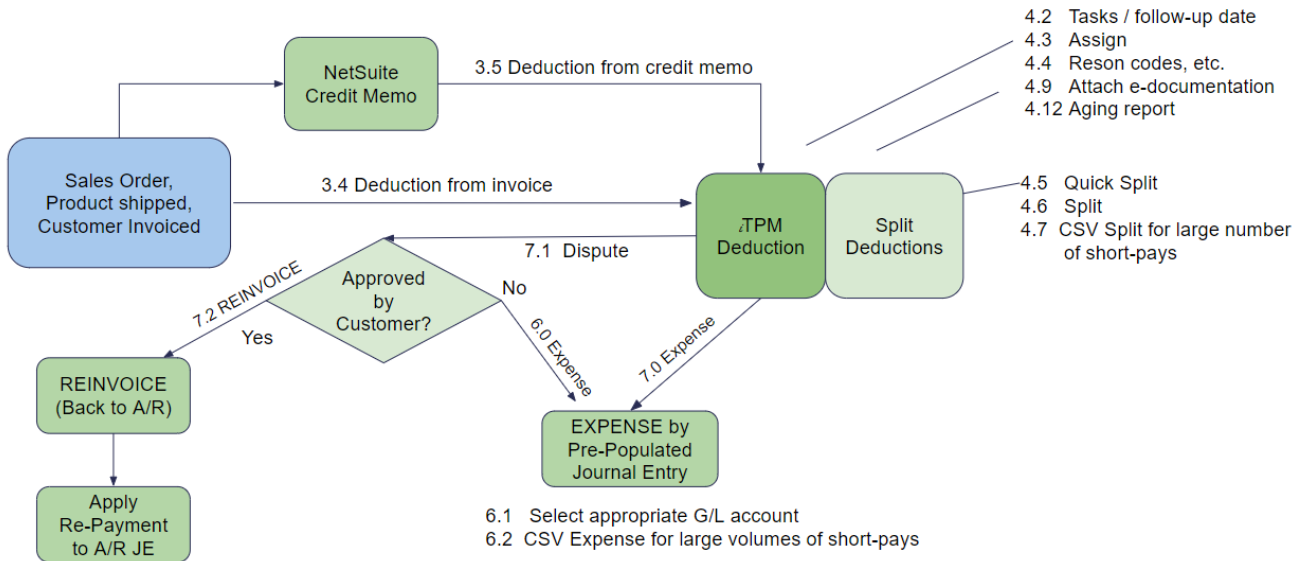 4.2 Tasks / follow-up date
4.3 Assign
4.4 Reson codes, etc.
4.9 Attach e-documentation
4.12 Aging report
NetSuite
Credit Memo
3.5 Deduction from credit memo
Sales Order,
Product shipped,
Customer Invoiced
3.4 Deduction from invoice
iTPM
Deduction
Split
Deductions
4.5 Quick Split
4.6 Split
4.7 CSV Split for large number
of short-pays
7.1 Dispute
Approved
by
Customer?
7.2 REINVOICE
Yes
No
6.0 Expense
7.0 Expense
REINVOICE
(Back to A/R)
EXPENSE by
Pre-Populated
Journal Entry
Apply
Re-Payment
to A/R JE
6.1 Select appropriate G/L account
6.2 CSV Expense for large volumes of short-pays